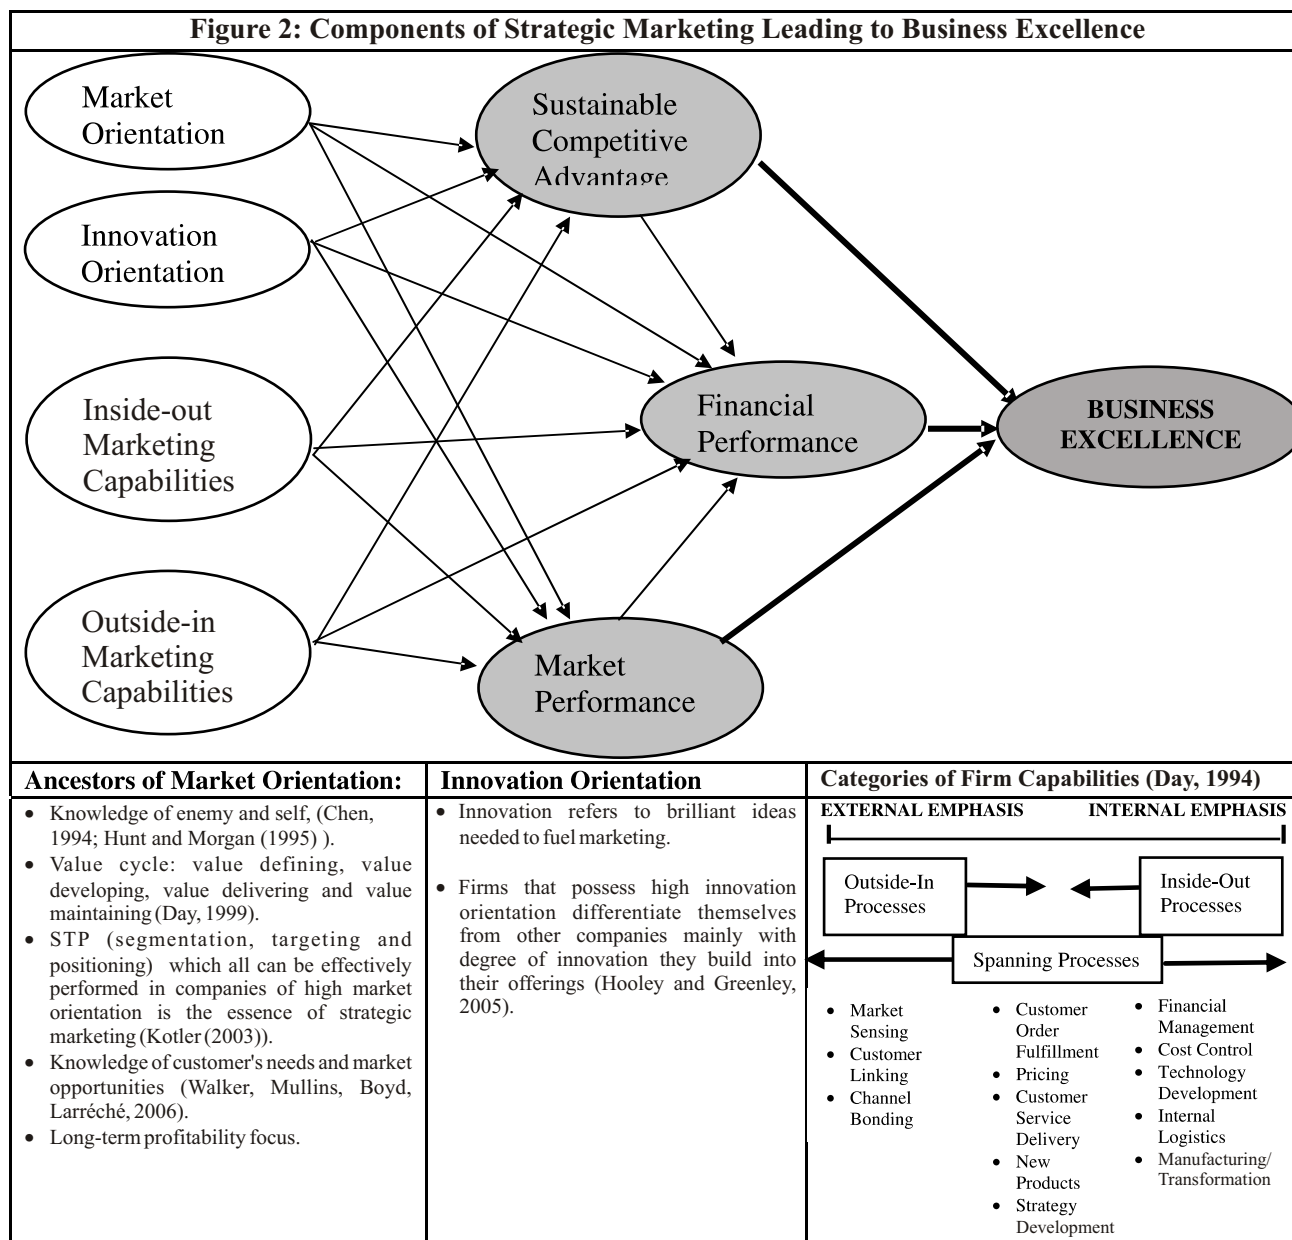 Figure 2: Components of Strategic Marketing Leading to Business Excellence
Market
Orientation
Innovation
Orientation
Inside-out
Marketing
Capabilities
Outside-in
Marketing
Capabilities
Sustainable
Competitive
Advantage
Financial
Performance
Market
Performance
BUSINESS
EXCELLENCE
Ancestors of Market Orientation:
• Knowledge of enemy and self, (Chen,
1994; Hunt and Morgan (1995) ).
• Value cycle: value defining, value
developing, value delivering and value
maintaining (Day, 1999).
• STP (segmentation, targeting and
positioning) which all can be effectively
performed in companies of high market
orientation is the essence of strategic
marketing (Kotler (2003)).
• Knowledge of customer's needs and market
opportunities (Walker, Mullins, Boyd,
Larréché, 2006).
• Long-term profitability focus.
Innovation Orientation
• Innovation refers to brilliant ideas
needed to fuel marketing.
• Firms that possess high innovation
orientation differentiate themselves
from other companies mainly with
degree of innovation they build into
their offerings (Hooley and Greenley,
2005).
Categories of Firm Capabilities (Day, 1994)
EXTERNAL EMPHASIS INTERNAL EMPHASIS
Outside-In
Processes
Inside-Out
Processes
Spanning Processes
• Market
Sensing
• Customer
Linking
• Channel
Bonding
• Customer
Order
Fulfillment
• Pricing
• Customer
Service
Delivery
• New
Products
• Strategy
Development
• Financial
Management
• Cost Control
• Technology
Development
• Internal
Logistics
• Manufacturing/
Transformation